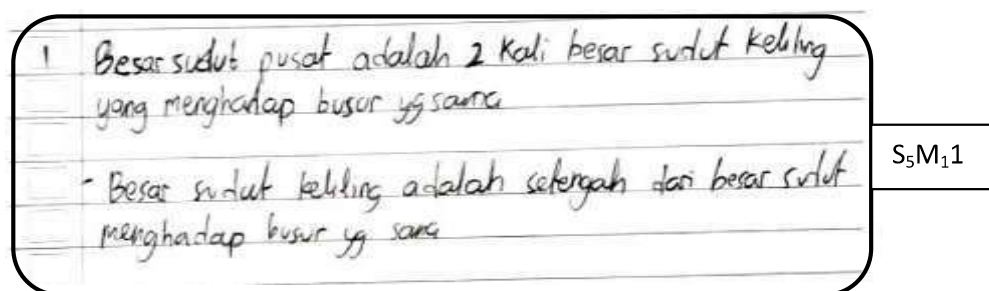 1 Besar sudut pusat adalah 2 Kali besar sudut Keliling
yang menghadap busur yg sama
S₅M₁1
- Besar sudut keliling adalah setengah dari besar sudut
menghadap busur yg sama